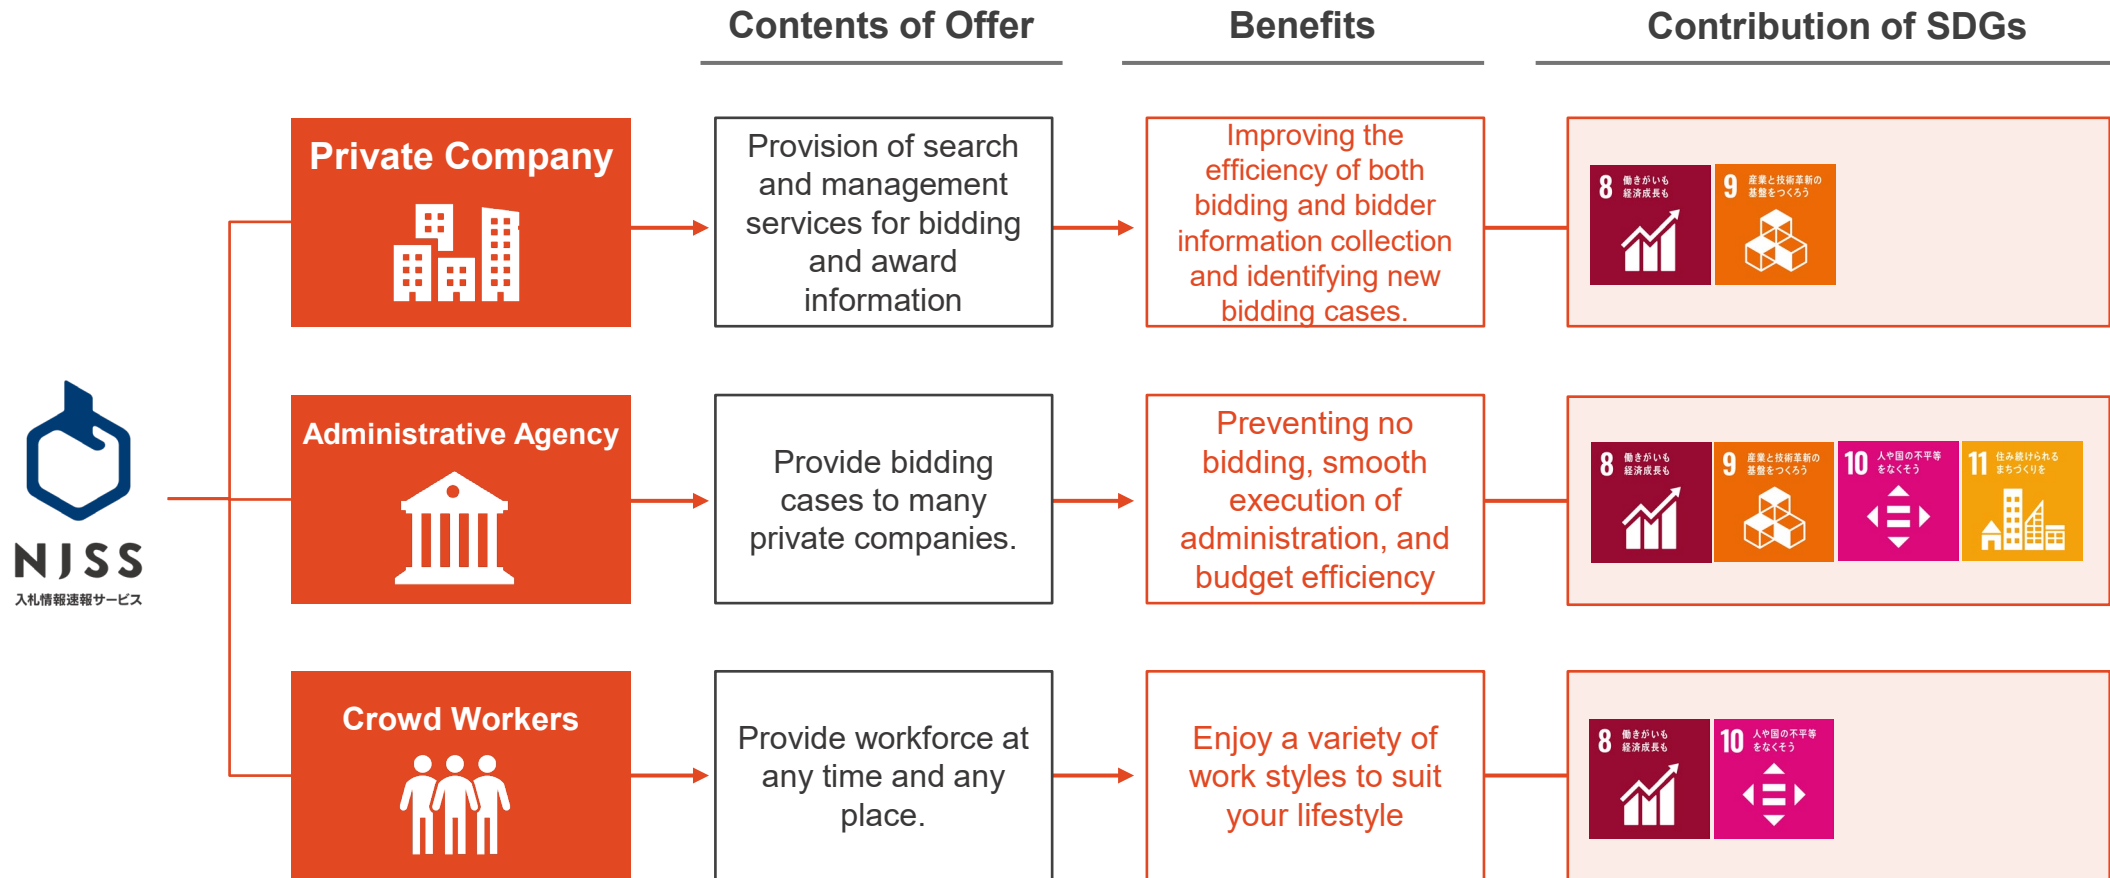 Contents of Offer
Benefits
Contribution of SDGs
Private Company
Provision of search
and management
services for bidding
and award
information
Improving the
efficiency of both
bidding and bidder
information collection
and identifying new
bidding cases.
8 働きがいも
経済成長も
9 産業と技術革新の
基盤をつくろう
NJSS
入札情報速報サービス
Administrative Agency
Provide bidding
cases to many
private companies.
Preventing no
bidding, smooth
execution of
administration, and
budget efficiency
8 働きがいも
経済成長も
9 産業と技術革新の
基盤をつくろう
10 人や国の不平等
をなくそう
11 住み続けられる
まちづくりを
Crowd Workers
Provide workforce at
any time and any
place.
Enjoy a variety of
work styles to suit
your lifestyle
8 働きがいも
経済成長も
10 人や国の不平等
をなくそう